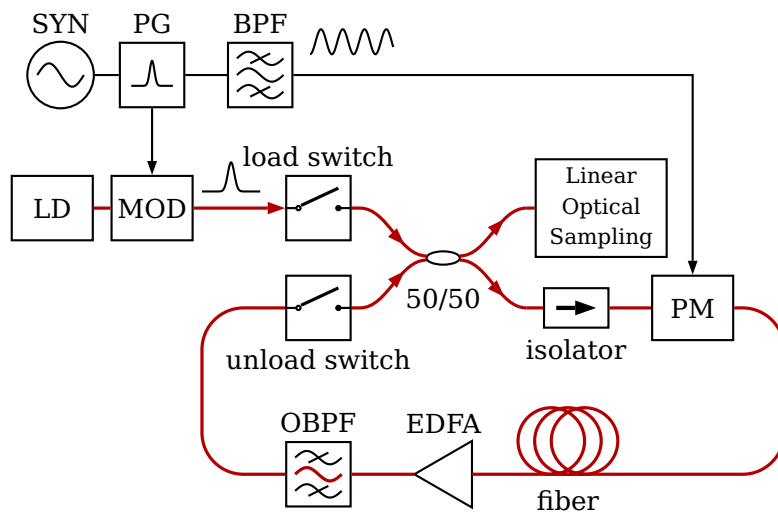 SYN
PG
BPF
load switch
LD
MOD
Linear
Optical
Sampling
50/50
PM
unload switch
isolator
OBPF
EDFA
fiber